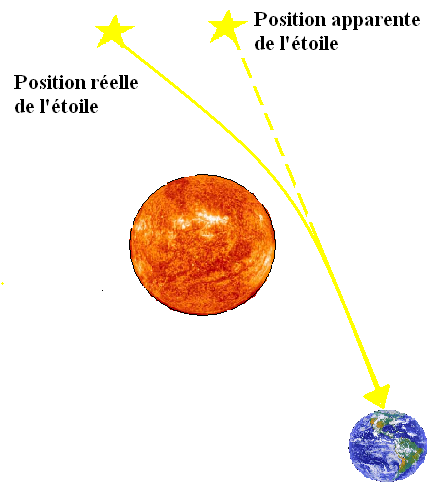 Position apparente
de l'étoile
Position réelle
de l'étoile